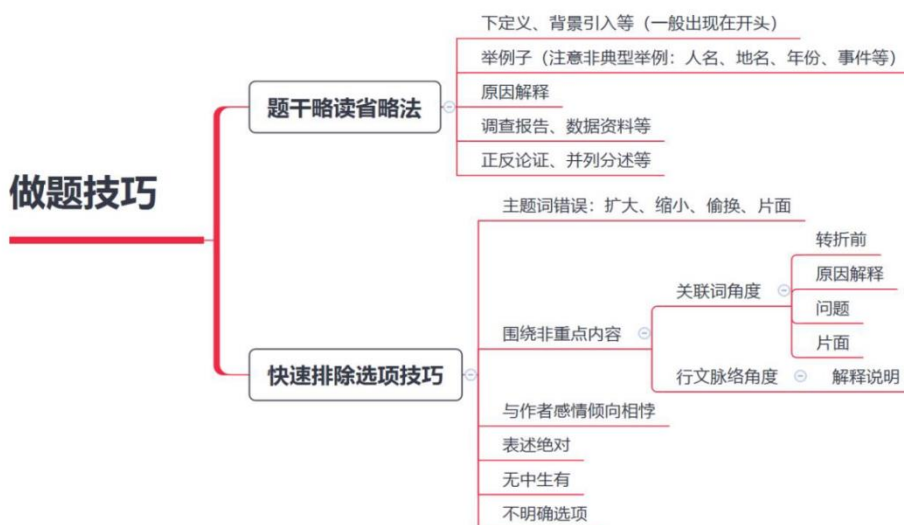 做题技巧
题干略读省略法
下定义、背景引入等（一般出现在开头）
举例子（注意非典型举例：人名、地名、年份、事件等）
原因解释
调查报告、数据资料等
正反论证、并列分述等
快速排除选项技巧
主题词错误：扩大、缩小、偷换、片面
围绕非重点内容
关联词角度
转折前
原因解释
问题
片面
行文脉络角度
解释说明
与作者感情倾向相悖
表述绝对
无中生有
不明确选项